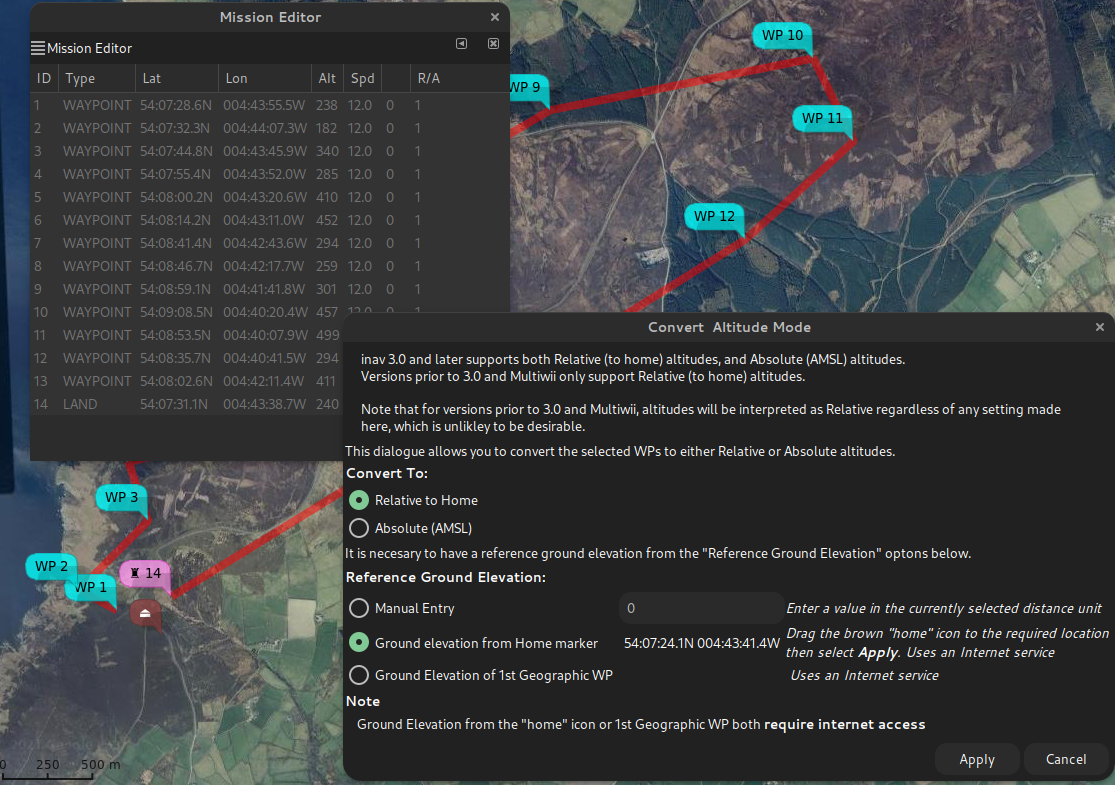 Mission Editor
Mission Editor
ID Type Lat Lon Alt Spd R/A
1 WAYPOINT 54:07:28.6N 004:43:55.5W 238 12.0 0 1
2 WAYPOINT 54:07:32.3N 004:44:07.3W 182 12.0 0 1
3 WAYPOINT 54:07:44.8N 004:43:45.9W 340 12.0 0 1
4 WAYPOINT 54:07:55.4N 004:43:52.0W 285 12.0 0 1
5 WAYPOINT 54:08:00.2N 004:43:20.6W 410 12.0 0 1
6 WAYPOINT 54:08:14.2N 004:43:11.0W 452 12.0 0 1
7 WAYPOINT 54:08:41.4N 004:42:43.6W 294 12.0 0 1
8 WAYPOINT 54:08:46.7N 004:42:17.7W 259 12.0 0 1
9 WAYPOINT 54:08:59.1N 004:41:41.8W 301 12.0 0 1
10 WAYPOINT 54:09:08.5N 004:40:20.4W 457 12.0 0 1
11 WAYPOINT 54:08:53.5N 004:40:07.9W 499
12 WAYPOINT 54:08:35.7N 004:40:41.5W 294
13 WAYPOINT 54:08:02.6N 004:42:11.4W 411
14 LAND 54:07:31.1N 004:43:38.7W 240
WP 9
WP 10
WP 11
WP 12
WP 3
WP 2
WP 1
14
0 250 500 m
Convert Altitude Mode
inav 3.0 and later supports both Relative (to home) altitudes, and Absolute (AMSL) altitudes.
Versions prior to 3.0 and Multiwii only support Relative (to home) altitudes.
Note that for versions prior to 3.0 and Multiwii, altitudes will be interpreted as Relative regardless of any setting made
here, which is unlikley to be desirable.
This dialogue allows you to convert the selected WPs to either Relative or Absolute altitudes.
Convert To:
Relative to Home
Absolute (AMSL)
It is necesary to have a reference ground elevation from the "Reference Ground Elevation" optons below.
Reference Ground Elevation:
Manual Entry 0 Enter a value in the currently selected distance unit
Ground elevation from Home marker 54:07:24.1N 004:43:41.4W Drag the brown "home" icon to the required location
then select Apply. Uses an Internet service
Ground Elevation of 1st Geographic WP Uses an Internet service
Note
Ground Elevation from the "home" icon or 1st Geographic WP both require internet access
Apply Cancel